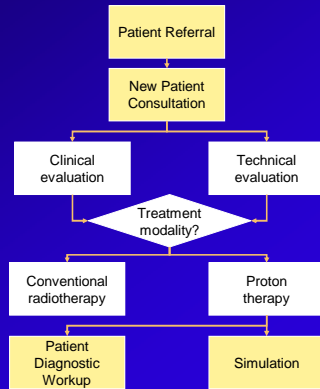 Patient Referral
New Patient
Consultation
Clinical
evaluation
Technical
evaluation
Treatment
modality?
Conventional
radiotherapy
Proton
therapy
Patient
Diagnostic
Workup
Simulation